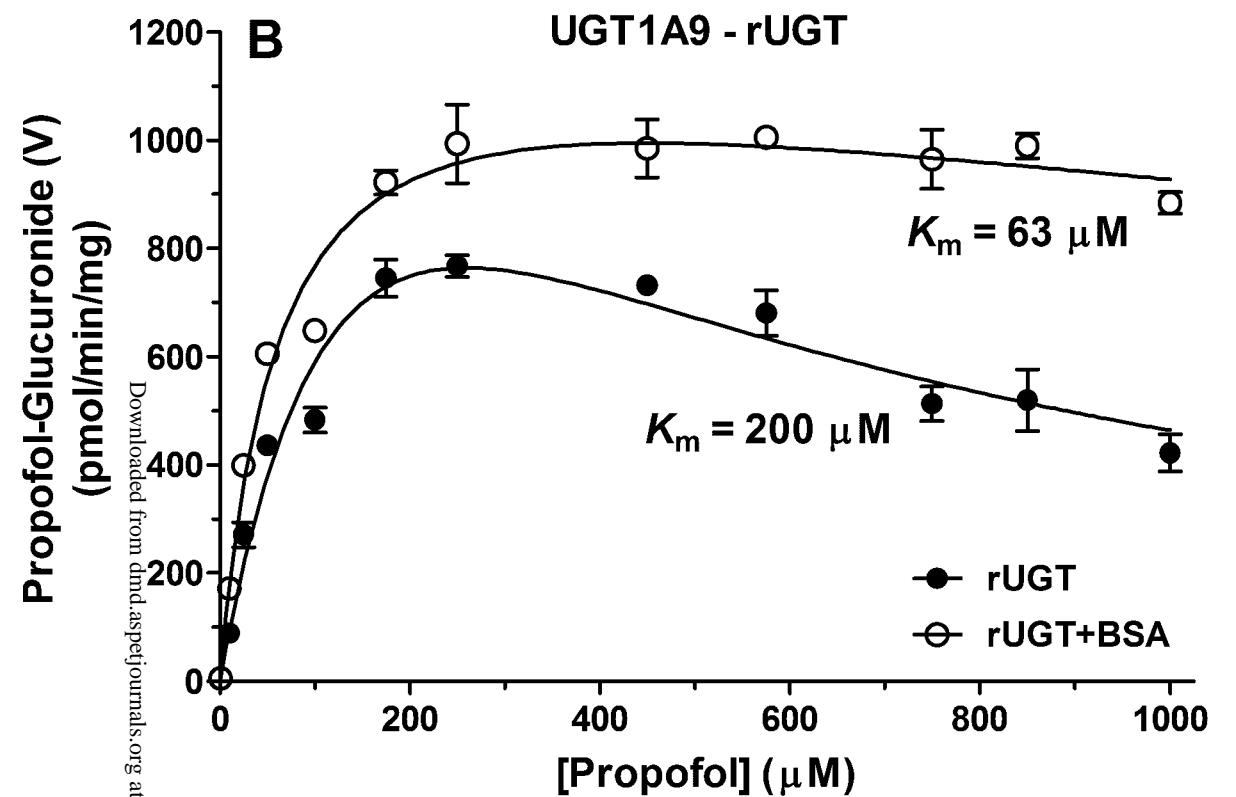 B
UGT1A9 - rUGT
1200
1000
800
600
400
200
0
Propofol-Glucuronide (V)
(pmol/min/mg)
Downloaded from dmd.aspetjournals.org at
Km = 63 μM
Km = 200 μM
rUGT
rUGT+BSA
0 200 400 600 800 1000
[Propofol] (μM)